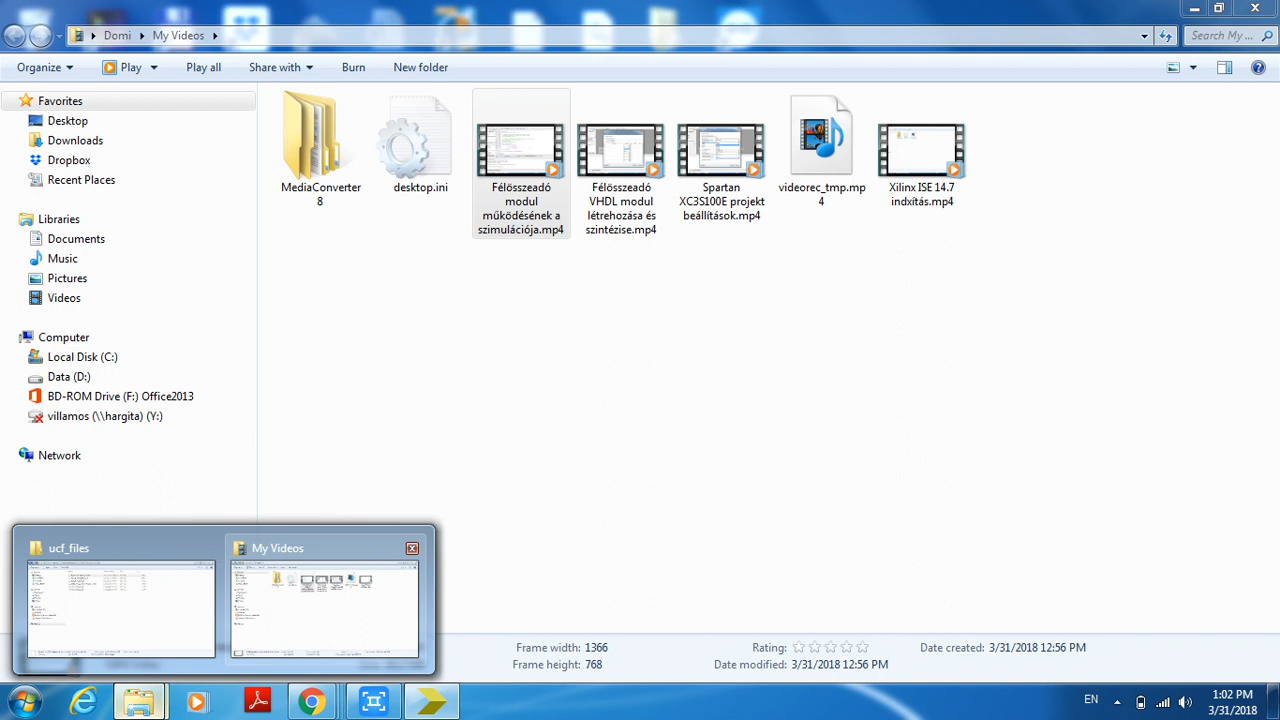 Domi My Videos
Search My ...
Organize Play Play all Share with Burn New folder
Favorites
Desktop
Downloads
Dropbox
Recent Places
Libraries
Documents
Music
Pictures
Videos
Computer
Local Disk (C:)
Data (D:)
BD-ROM Drive (F:) Office2013
villamos (\\hargita) (Y:)
Network
MediaConverter
8
desktop.ini
Félösszeadó
modul
működésének a
szimulációja.mp4
Félösszeadó
VHDL modul
létrehozása és
szintézise.mp4
Spartan
XC3S100E projekt
beállítások.mp4
videorec_tmp.mp
4
Xilinx ISE 14.7
indxítás.mp4
ucf_files
My Videos
Frame width: 1366
Frame height: 768
Rating:
Date modified: 3/31/2018 12:56 PM
Date created: 3/31/2018 12:56 PM
EN
1:02 PM
3/31/2018